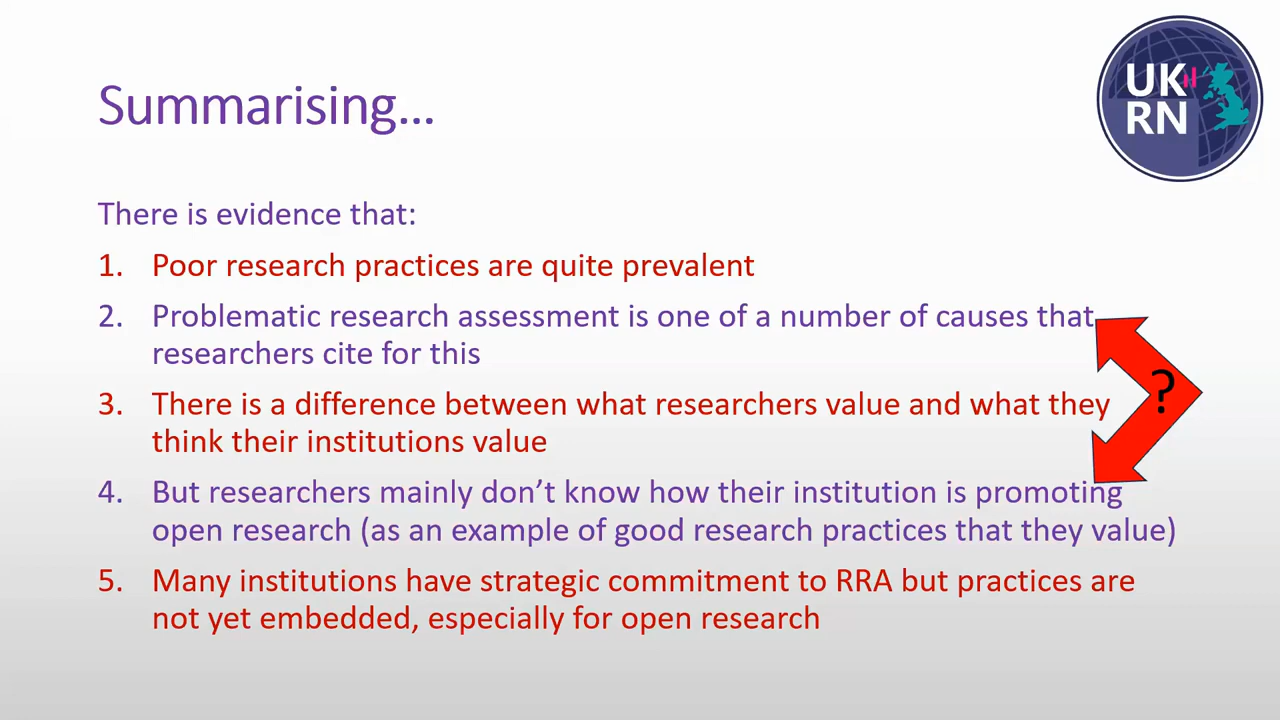 Summarising...
UK
RN
There is evidence that:
1. Poor research practices are quite prevalent
2. Problematic research assessment is one of a number of causes that
researchers cite for this
3. There is a difference between what researchers value and what they
think their institutions value
?
4. But researchers mainly don’t know how their institution is promoting
open research (as an example of good research practices that they value)
5. Many institutions have strategic commitment to RRA but practices are
not yet embedded, especially for open research